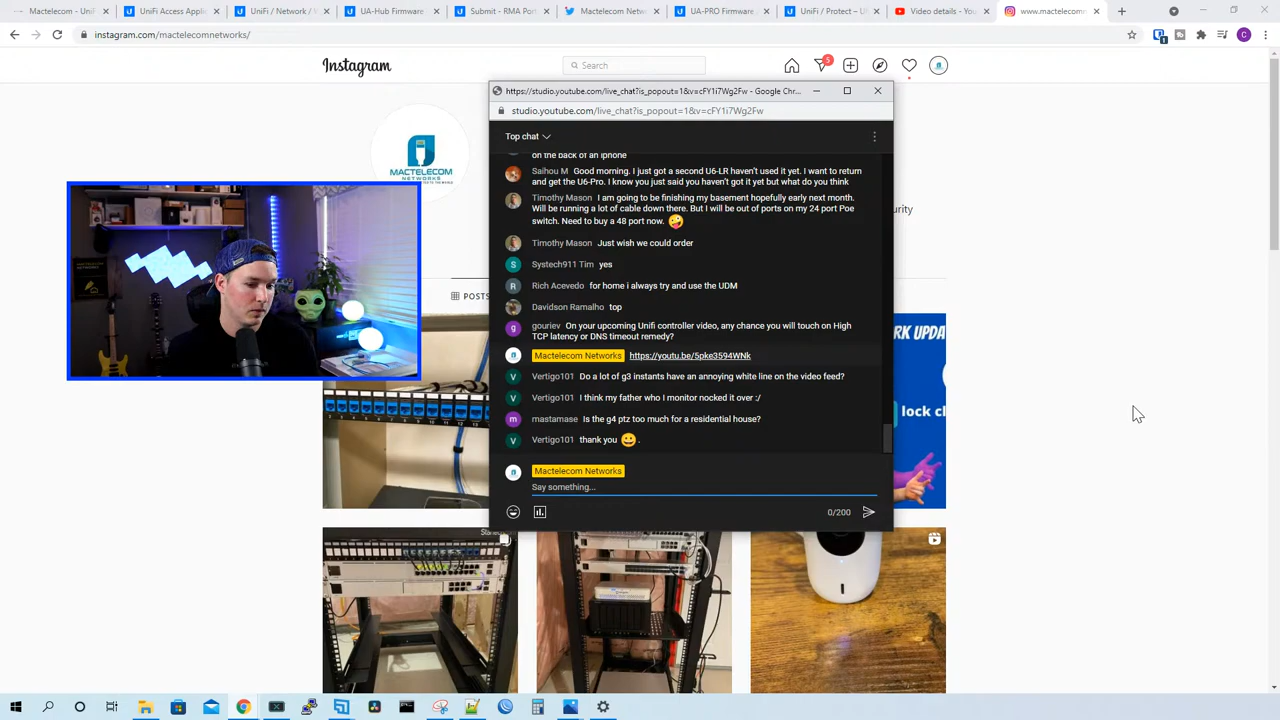 Mactelecom - UniF
UniFi Access Applic
UniFi / Network / V
UA-Hub Firmware
Submit - RMA Port
Mactelecom Netw
UA-PRO Firmware
UniFi / Protect – UF
Video details - You
www.mactelecomn
instagram.com/mactelecomnetworks/
1
C
Instagram
Search
5
MACTELECOM
NETWORKS
https://studio.youtube.com/live_chat?is_popout=1&v=cFY1i7Wg2Fw - Google Chr...
studio.youtube.com/live_chat?is_popout=1&v=cFY1i7Wg2Fw
Top chat
on the back of an iphone
Saihou M Good morning. I just got a second U6-LR haven't used it yet. I want to return
and get the U6-Pro. I know you just said you haven't got it yet but what do you think
Timothy Mason I am going to be finishing my basement hopefully early next month.
Will be running a lot of cable down there. But I will be out of ports on my 24 port Poe
switch. Need to buy a 48 port now. 🤪
Timothy Mason Just wish we could order
S Systech911 Tim yes
R Rich Acevedo for home i always try and use the UDM
Davidson Ramalho top
g gouriev On your upcoming Unifi controller video, any chance you will touch on High
TCP latency or DNS timeout remedy?
Mactelecom Networks https://youtu.be/5pke3594WNk
V Vertigo101 Do a lot of g3 instants have an annoying white line on the video feed?
V Vertigo101 I think my father who I monitor nocked it over :/
m mastamase Is the g4 ptz too much for a residential house?
V Vertigo101 thank you 😀 .
Mactelecom Networks
Say something...
0/200
curity
POSTS
RK UPDA
lock cl